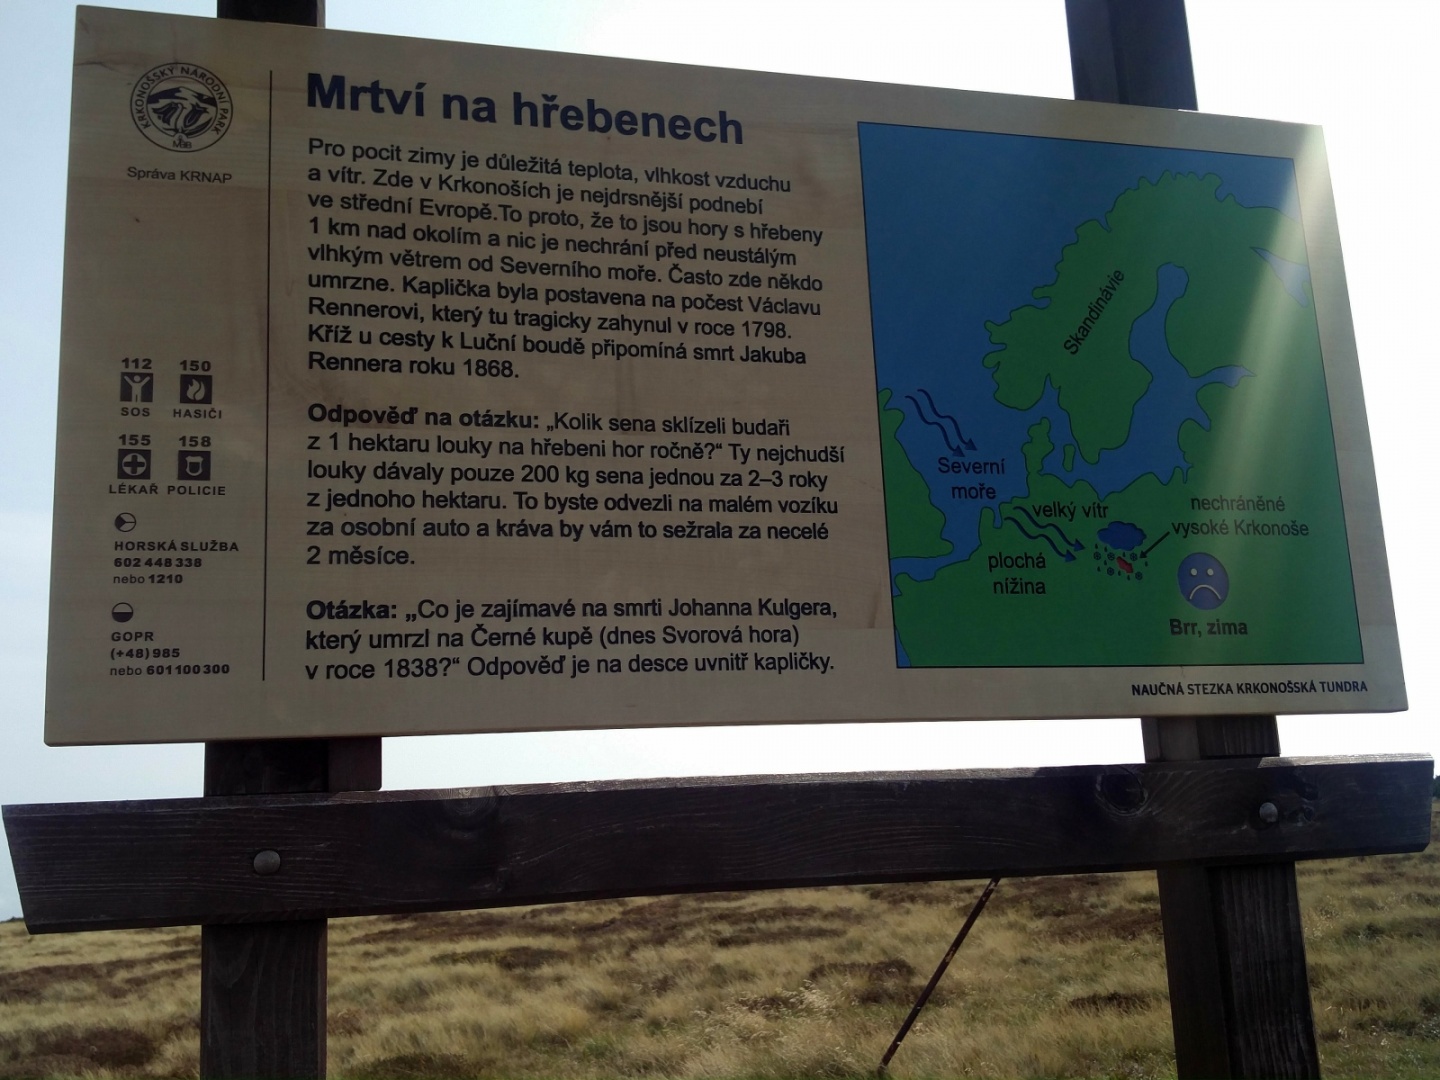 KRKONOŠSKÝ NÁRODNÍ PARK
MaB
Správa KRNAP
112
SOS
150
HASIČI
155
LÉKAŘ
158
POLICIE
HORSKÁ SLUŽBA
602 448 338
nebo 1210
GOPR
(+48) 985
nebo 601 100 300
Mrtví na hřebenech
Pro pocit zimy je důležitá teplota, vlhkost vzduchu
a vítr. Zde v Krkonoších je nejdrsnější podnebí
ve střední Evropě.To proto, že to jsou hory s hřebeny
1 km nad okolím a nic je nechrání před neustálým
vlhkým větrem od Severního moře. Často zde někdo
umrzne. Kaplička byla postavena na počest Václavu
Rennerovi, který tu tragicky zahynul v roce 1798.
Kříž u cesty k Luční boudě připomíná smrt Jakuba
Rennera roku 1868.
Odpověď na otázku: „Kolik sena sklízeli budaři
z 1 hektaru louky na hřebeni hor ročně?“ Ty nejchudší
louky dávaly pouze 200 kg sena jednou za 2–3 roky
z jednoho hektaru. To byste odvezli na malém vozíku
za osobní auto a kráva by vám to sežrala za necelé
2 měsíce.
Otázka: „Co je zajímavé na smrti Johanna Kulgera,
který umrzl na Černé kupě (dnes Svorová hora)
v roce 1838?“ Odpověď je na desce uvnitř kapličky.
Skandinávie
Severní
moře
velký vítr
plochá
nížina
nechráněné
vysoké Krkonoše
Brr, zima
NAUČNÁ STEZKA KRKONOŠSKÁ TUNDRA